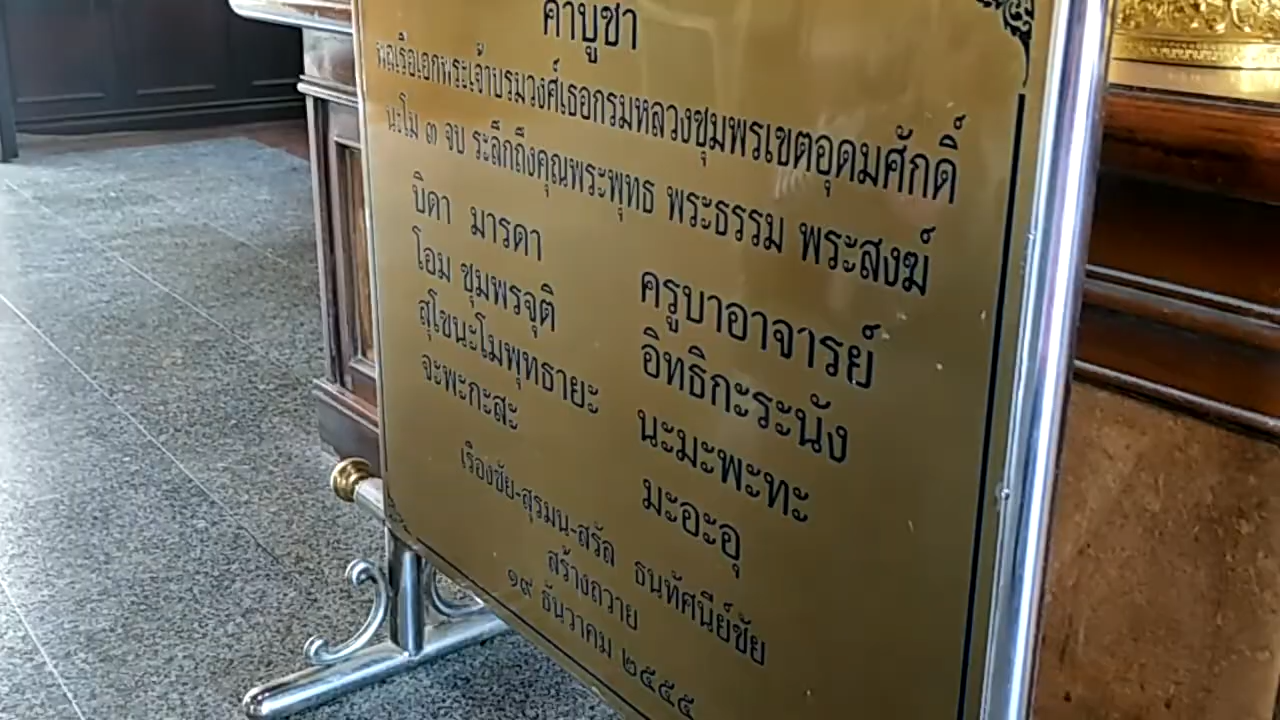 คำบูชา
พลเรือเอกพระเจ้าบรมวงศ์เธอกรมหลวงชุมพรเขตอุดมศักดิ์
นะโม ๓ จบ ระลึกถึงคุณพระพุทธ พระธรรม พระสงฆ์
บิดา มารดา ครูบาอาจารย์
โอม ชุมพรจุติ อิทธิกะระนัง
สุโขนะโมพุทธายะ นะมะพะทะ
จะพะกะสะ มะอะอุ
เริองชัย-สุรมน-สรัล ธนทัศนีย์ชัย
สร้างถวาย
๑๙ ธันวาคม ๒๕๕๕